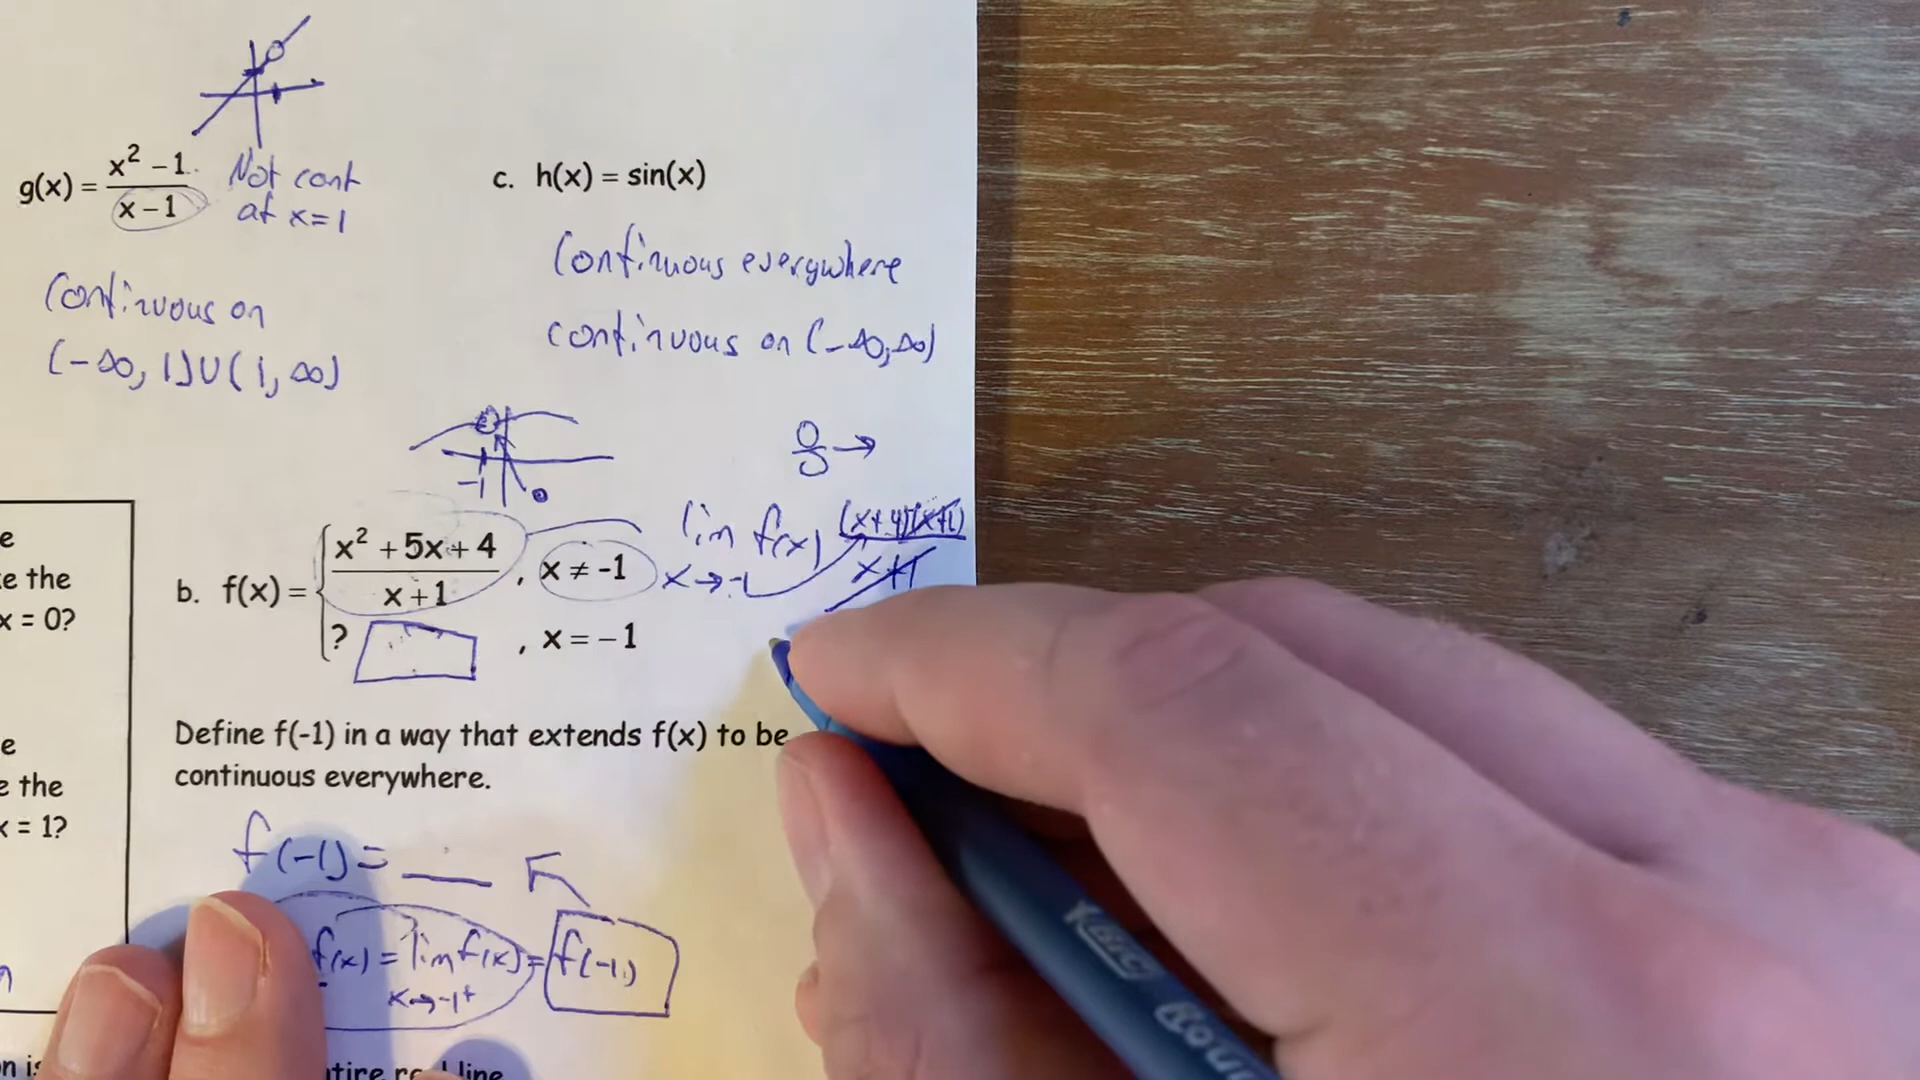 g(x) = x² - 1 / x - 1
Not cont
at x=1
Continuous on
(-∞, 1)∪(1, ∞)
c. h(x) = sin(x)
Continuous everywhere
continuous on (-∞,∞)
0/0 →
-1
b. f(x) = { x² + 5x + 4 / x + 1 , x ≠ -1
? , x = -1
lim f(x)
x→-1
(x+4)(x+1)
x+1
e
e the
x = 0?
e
e the
x = 1?
Define f(-1) in a way that extends f(x) to be
continuous everywhere.
f(-1) = __
f(x) = lim f(x) = f(-1)
x→-1⁺
line